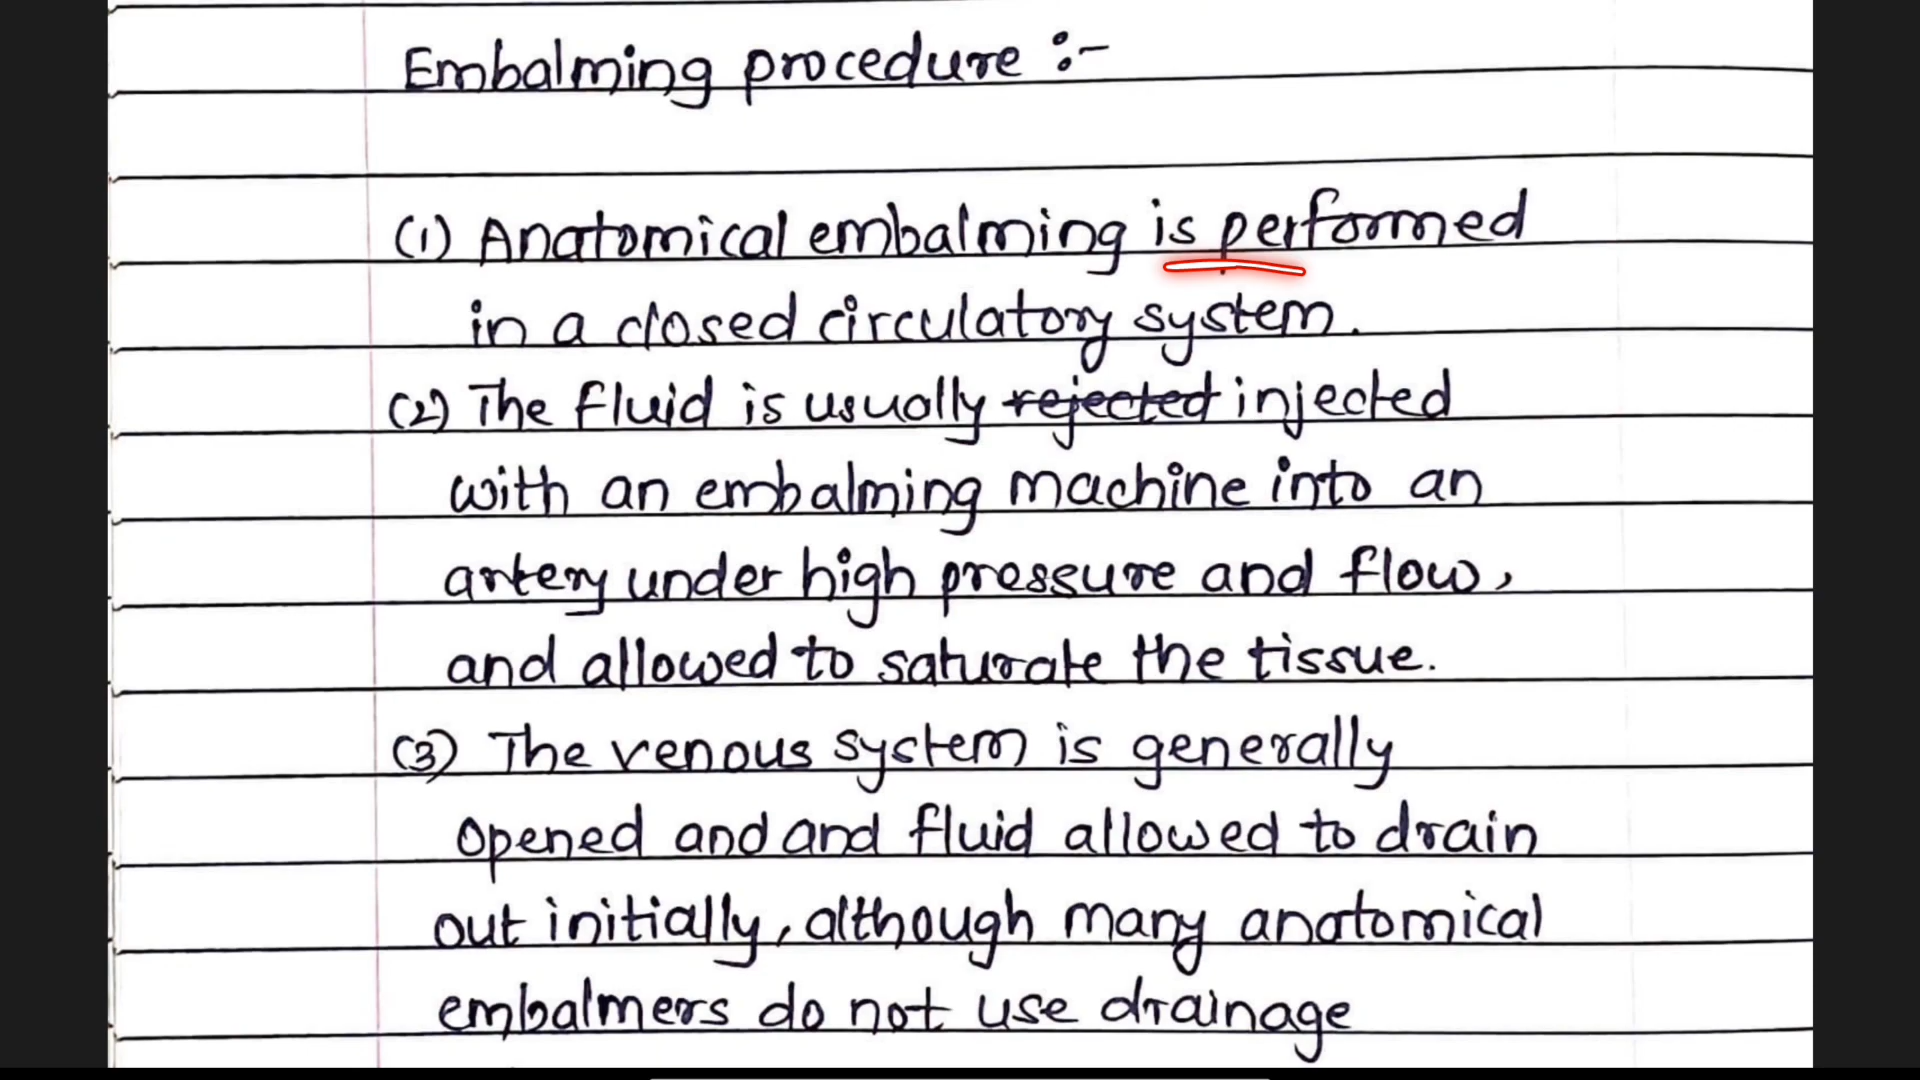 Embalming procedure :-
(1) Anatomical embalming is performed
in a closed circulatory system.
(2) The fluid is usually rejected injected
with an embalming machine into an
artery under high pressure and flow,
and allowed to saturate the tissue.
(3) The venous system is generally
opened and and fluid allowed to drain
out initially, although many anatomical
embalmers do not use drainage